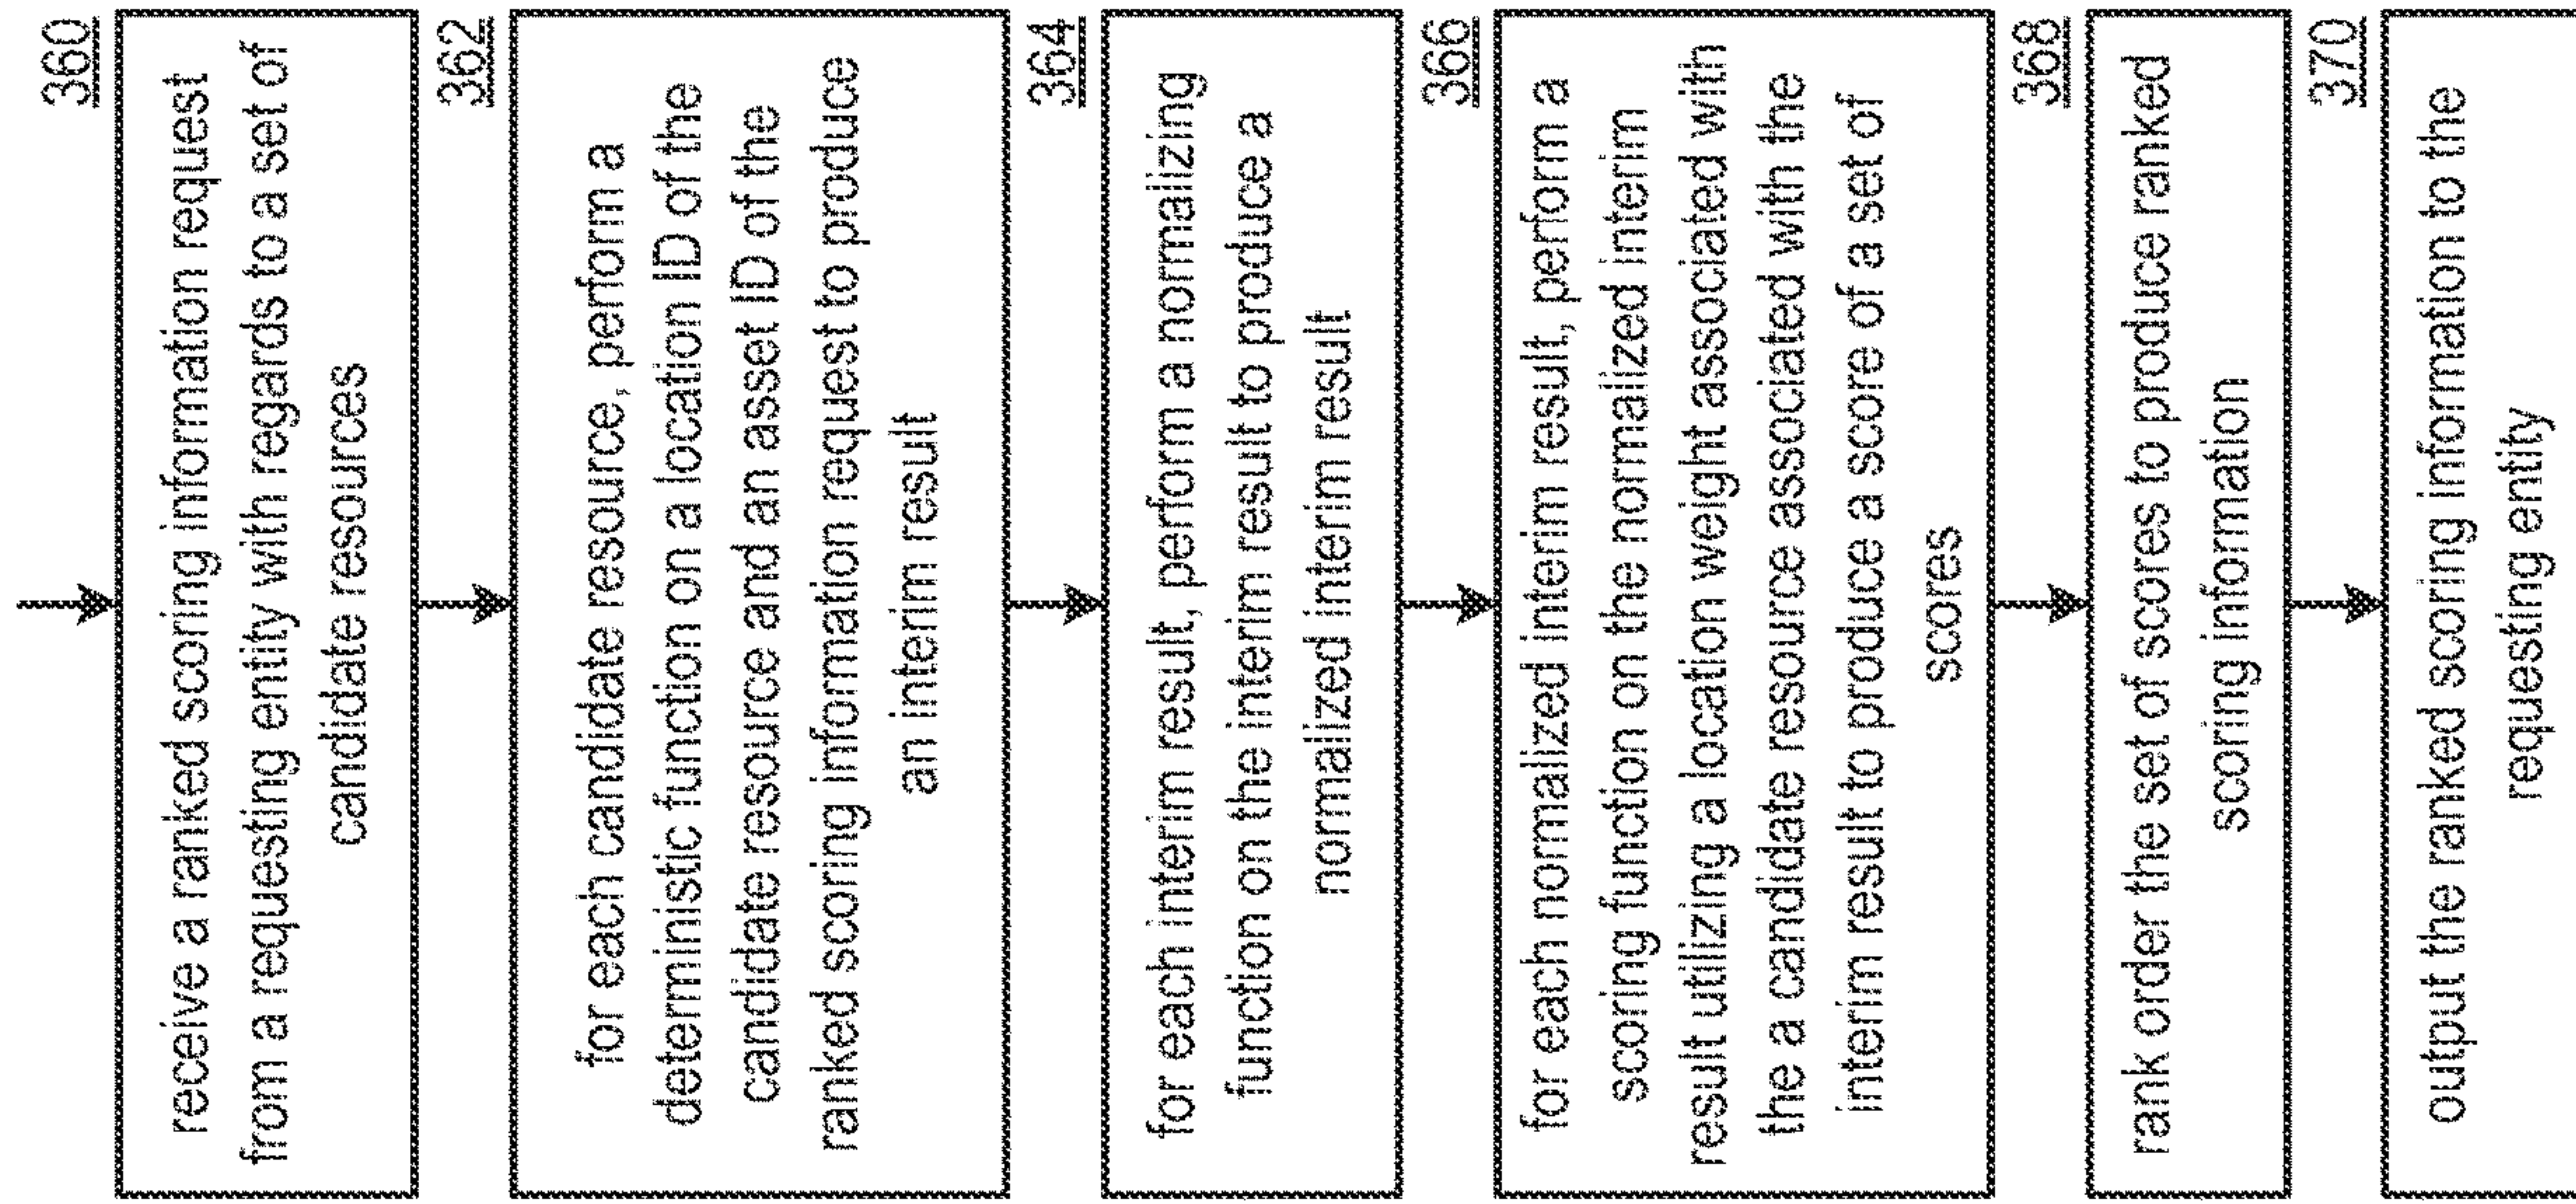 360
receive a ranked scoring information request
from a requesting entity with regards to a set of
candidate resources
362
for each candidate resource, perform a
deterministic function on a location ID of the
candidate resource and an asset ID of the
ranked scoring information request to produce
an interim result
364
for each interim result, perform a normalizing
function on the interim result to produce a
normalized interim result
366
for each normalized interim result, perform a
scoring function on the normalized interim
result utilizing a location weight associated with
the a candidate resource associated with the
interim result to produce a score of a set of
scores
368
rank order the set of scores to produce ranked
scoring information
370
output the ranked scoring information to the
requesting entity